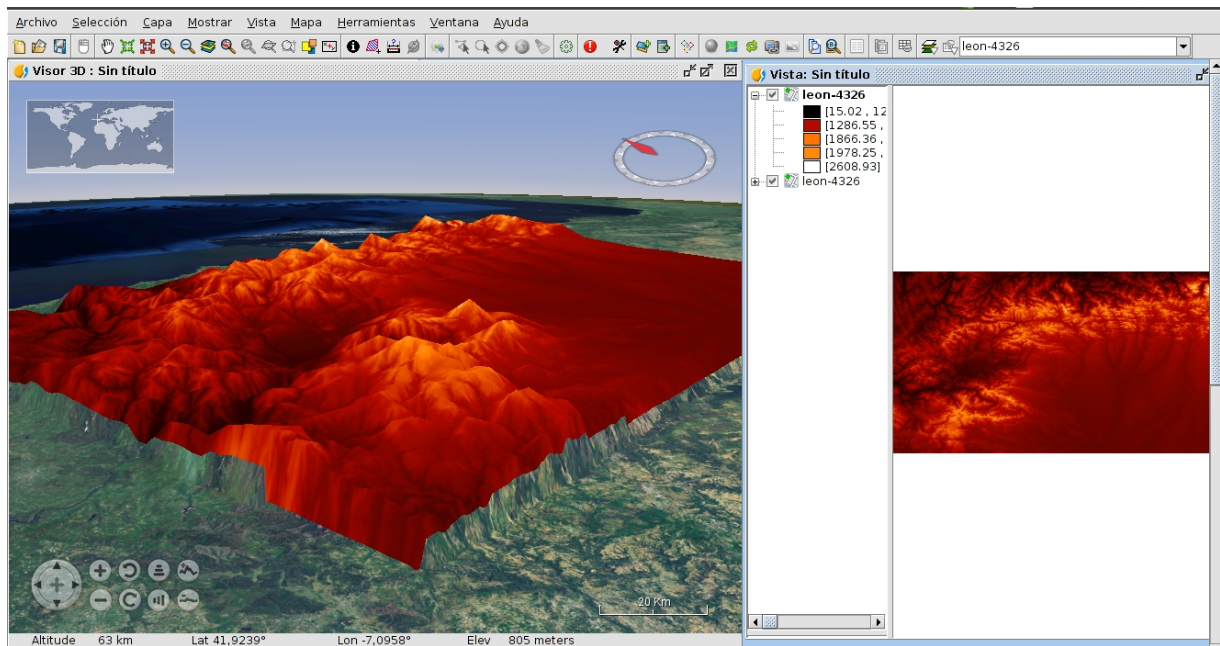 Archivo Selección Capa Mostrar Vista Mapa Herramientas Ventana Ayuda
leon-4326
Visor 3D : Sin título
Vista: Sin título
leon-4326
[15.02 , 12
[1286.55 ,
[1866.36 ,
[1978.25 ,
[2608.93]
leon-4326
20 Km
Altitude 63 km Lat 41,9239° Lon -7,0958° Elev 805 meters